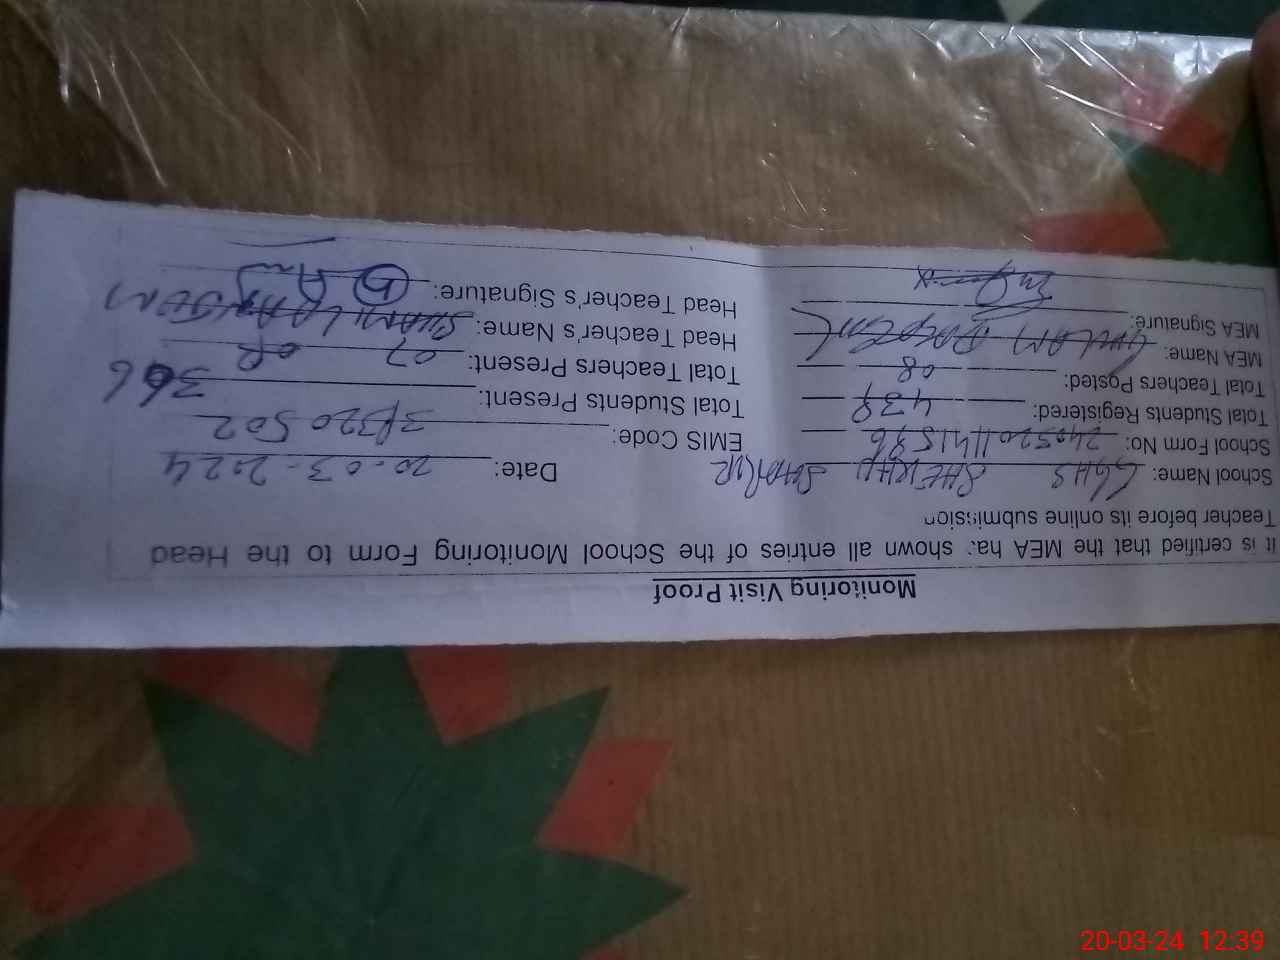 Monitoring Visit Proof
It is certified that the MEA has shown all entries of the School Monitoring Form to the Head
Teacher before its online submission
School Name: GGHS SHEIKHU Date: 20-03-2024
School Form No: EMIS Code: 31320502
Total Students Registered: 438 Total Students Present: 366
Total Teachers Posted: 08 Total Teachers Present: 07
MEA Name: GHULAM Head Teacher's Name:
MEA Signature: Head Teacher's Signature:
20-03-24 12:39